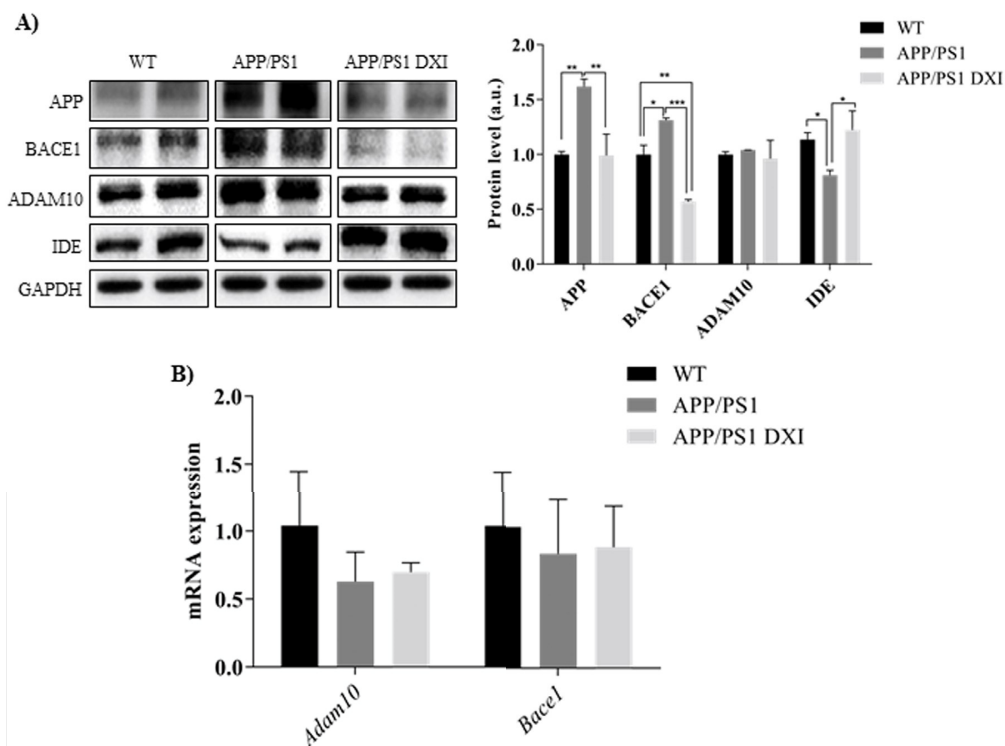 A)
WT APP/PS1 APP/PS1 DXI
APP
BACE1
ADAM10
IDE
GAPDH
WT
APP/PS1
APP/PS1 DXI
Protein level (a.u.)
2.0
1.5
1.0
0.5
0.0
** **
** * ***
* *
APP BACE1 ADAM10 IDE
B)
WT
APP/PS1
APP/PS1 DXI
mRNA expression
2.0
1.5
1.0
0.5
0.0
Adam10 Bace1